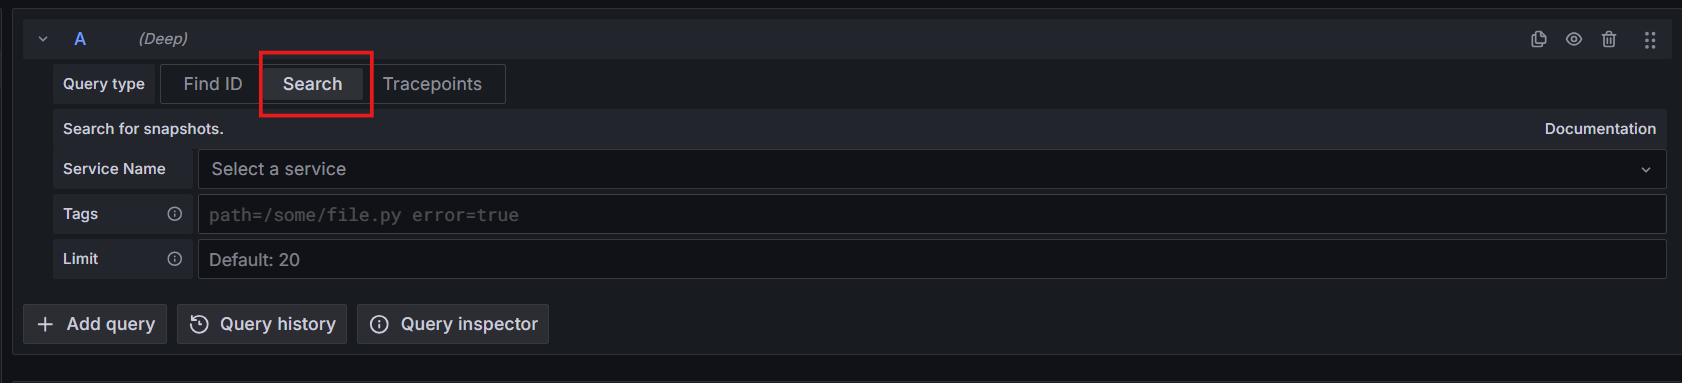 A (Deep)
Query type Find ID Search Tracepoints
Search for snapshots. Documentation
Service Name Select a service
Tags path=/some/file.py error=true
Limit Default: 20
Add query Query history Query inspector